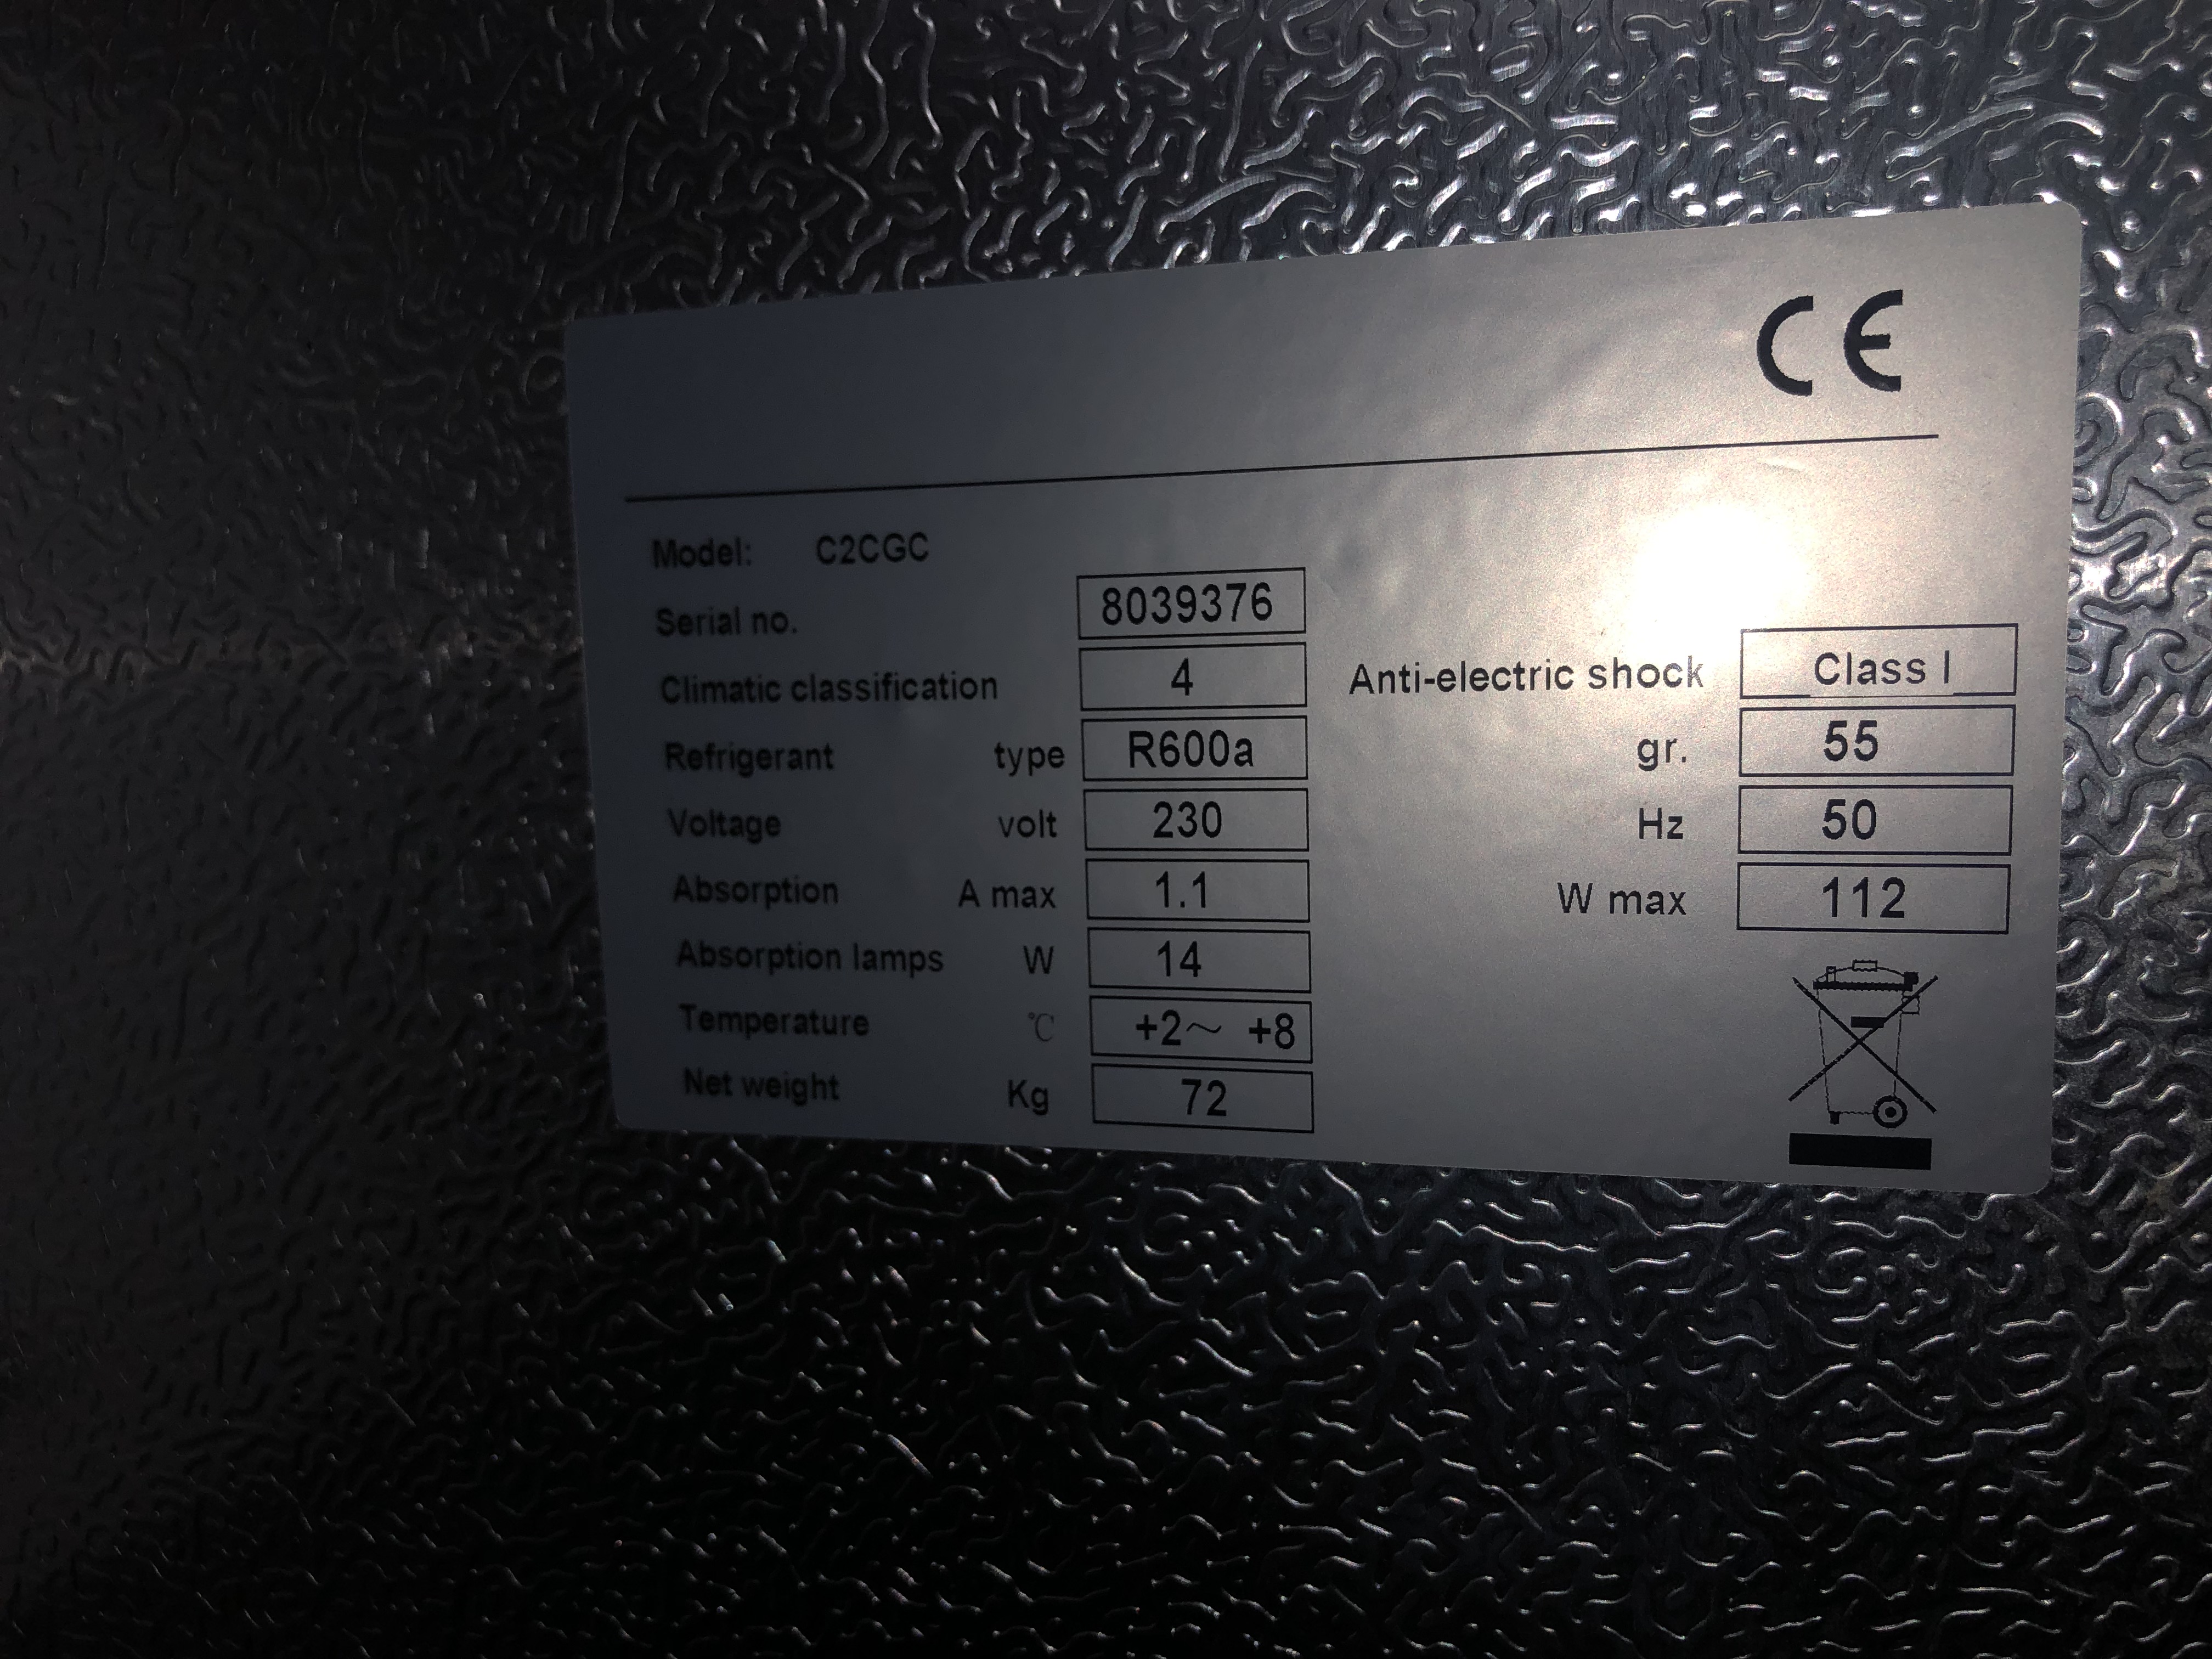 CE
Model: C2CGC
Serial no. 8039376
Climatic classification 4 Anti-electric shock Class I
Refrigerant type R600a gr. 55
Voltage volt 230 Hz 50
Absorption A max 1.1 W max 112
Absorption lamps W 14
Temperature °C +2～ +8
Net weight Kg 72